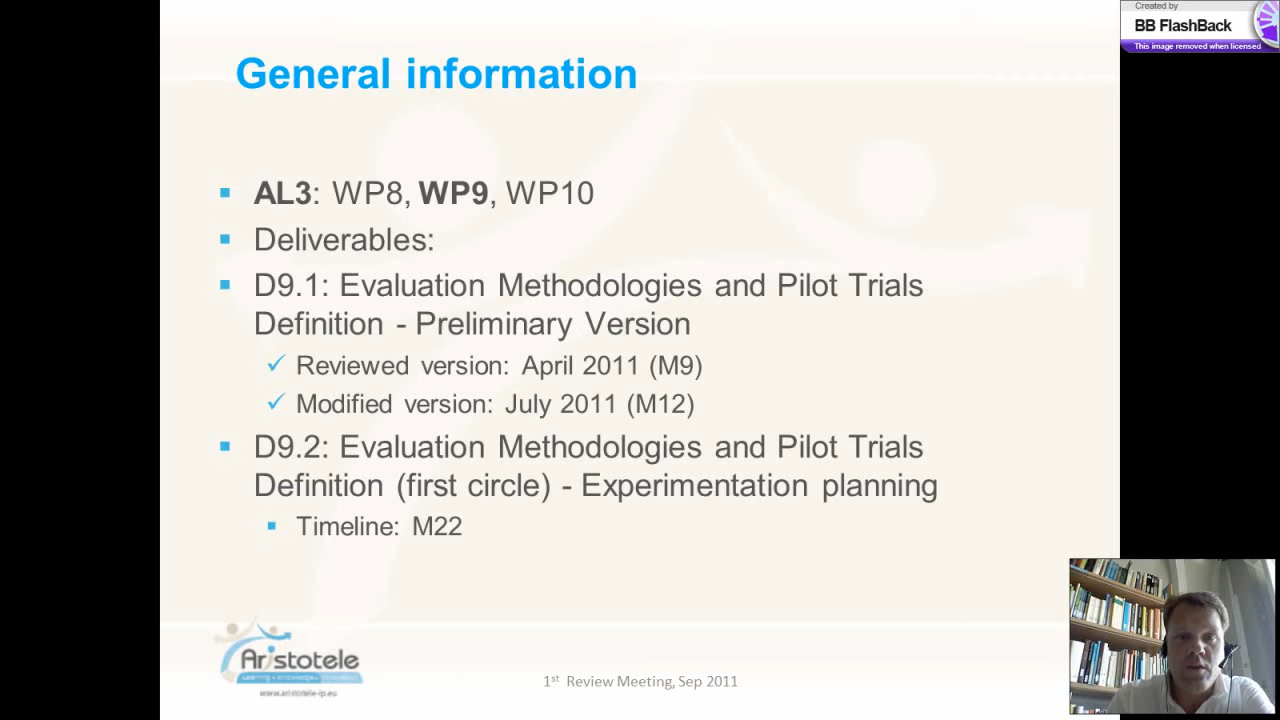 Created by
BB FlashBack
This image removed when licensed
General information
AL3: WP8, WP9, WP10
Deliverables:
D9.1: Evaluation Methodologies and Pilot Trials
Definition - Preliminary Version
Reviewed version: April 2011 (M9)
Modified version: July 2011 (M12)
D9.2: Evaluation Methodologies and Pilot Trials
Definition (first circle) - Experimentation planning
Timeline: M22
Aristotele
www.aristotele-ip.eu
1st Review Meeting, Sep 2011